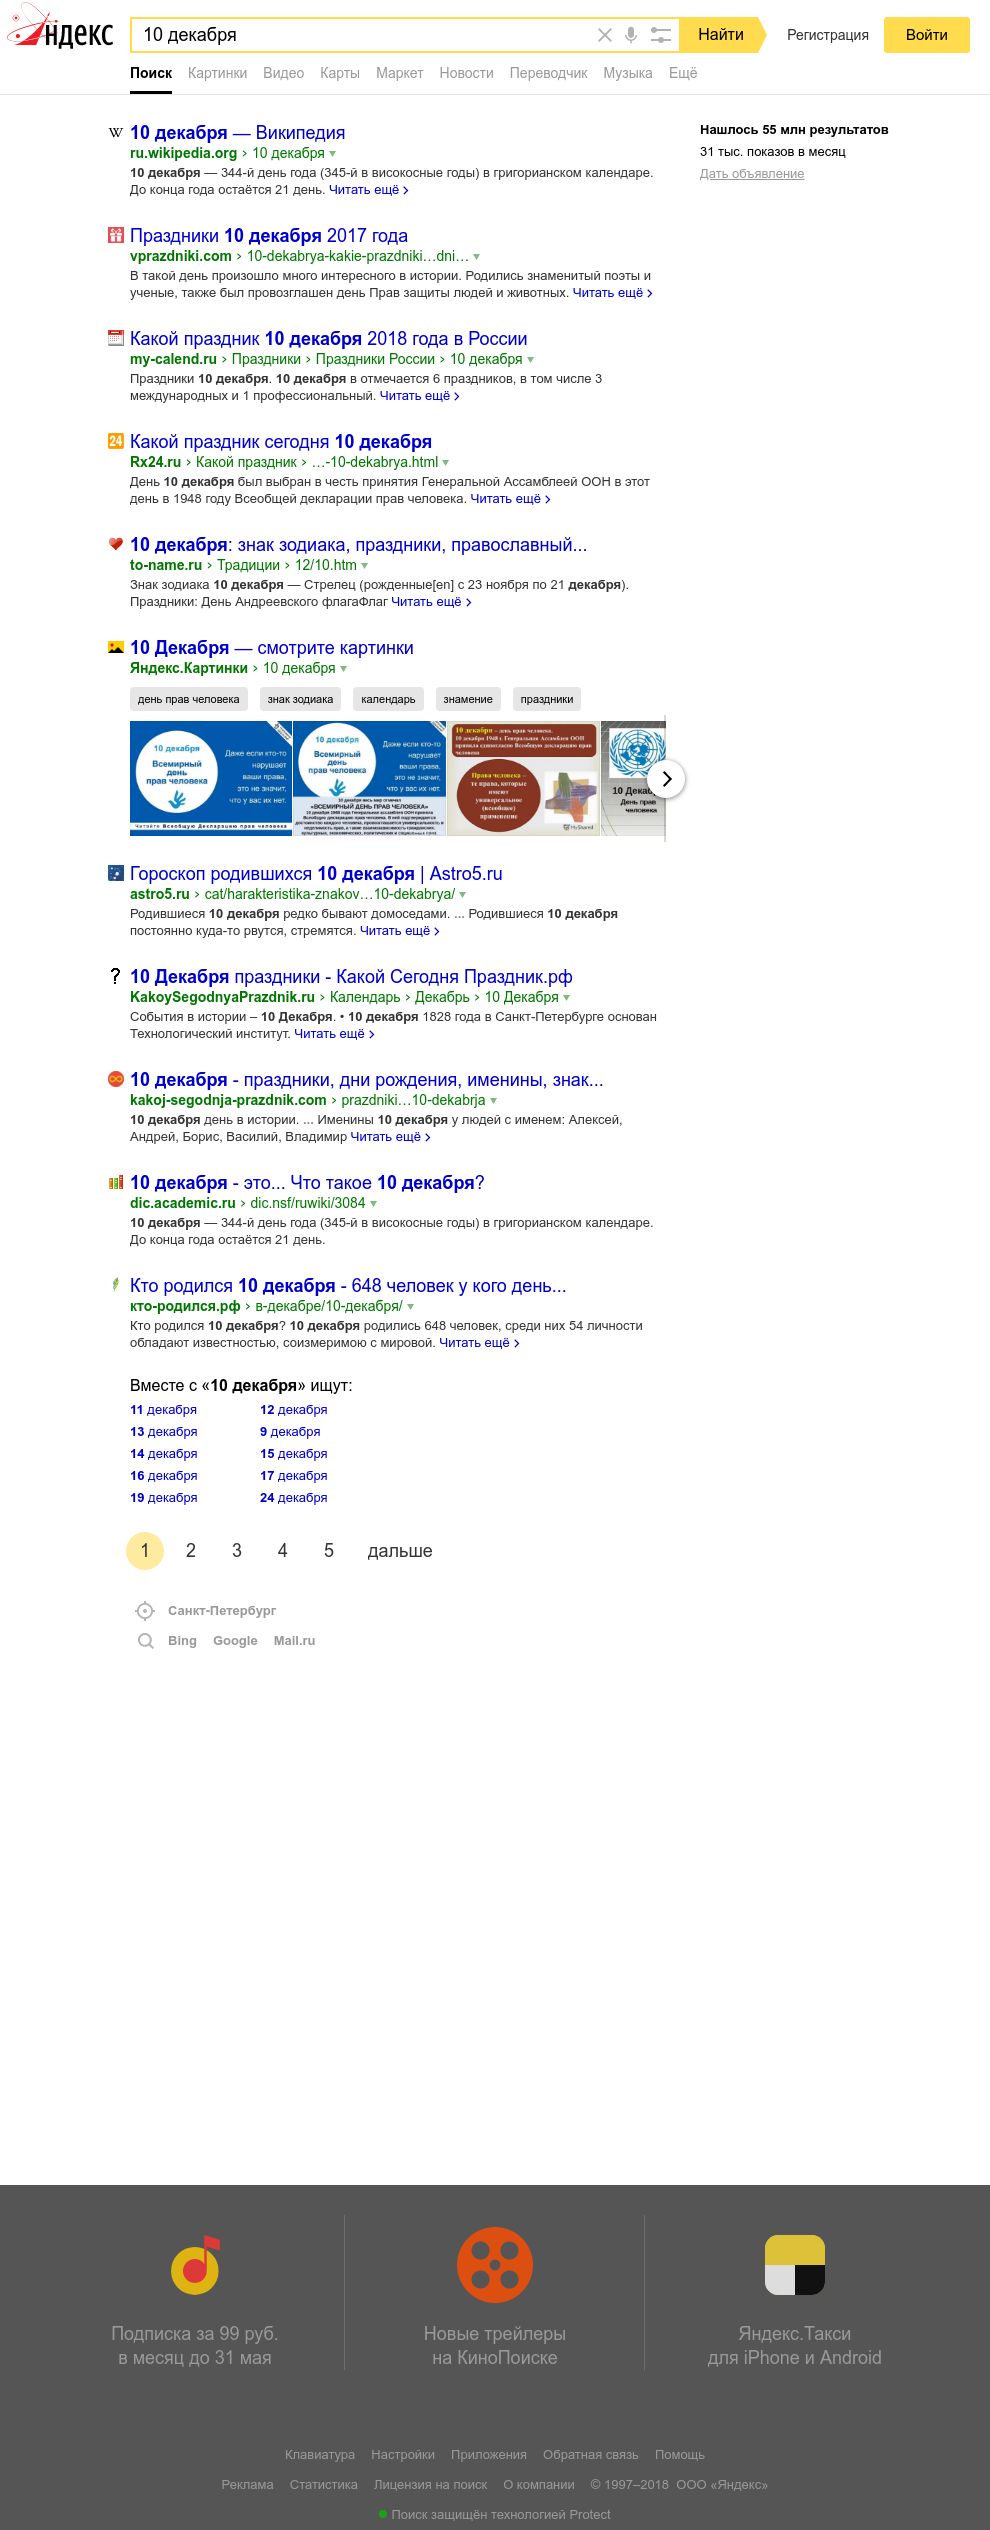 Яндекс
10 декабря
Найти
Регистрация
Войти
Поиск Картинки Видео Карты Маркет Новости Переводчик Музыка Ещё
Нашлось 55 млн результатов
31 тыс. показов в месяц
Дать объявление
W 10 декабря — Википедия
ru.wikipedia.org › 10 декабря
10 декабря — 344-й день года (345-й в високосные годы) в григорианском календаре.
До конца года остаётся 21 день. Читать ещё ›
Праздники 10 декабря 2017 года
vprazdniki.com › 10-dekabrya-kakie-prazdniki…dni…
В такой день произошло много интересного в истории. Родились знаменитый поэты и
ученые, также был провозглашен день Прав защиты людей и животных. Читать ещё ›
Какой праздник 10 декабря 2018 года в России
my-calend.ru › Праздники › Праздники России › 10 декабря
Праздники 10 декабря. 10 декабря в отмечается 6 праздников, в том числе 3
международных и 1 профессиональный. Читать ещё ›
24 Какой праздник сегодня 10 декабря
Rx24.ru › Какой праздник › …-10-dekabrya.html
День 10 декабря был выбран в честь принятия Генеральной Ассамблеей ООН в этот
день в 1948 году Всеобщей декларации прав человека. Читать ещё ›
10 декабря: знак зодиака, праздники, православный...
to-name.ru › Традиции › 12/10.htm
Знак зодиака 10 декабря — Стрелец (рожденные[en] с 23 ноября по 21 декабря).
Праздники: День Андреевского флагаФлаг Читать ещё ›
10 Декабря — смотрите картинки
Яндекс.Картинки › 10 декабря
день прав человека знак зодиака календарь знамение праздники
10 декабря
Всемирный
день
прав человека
Даже если кто-то
нарушает
ваши права,
это не значит,
что у вас их нет.
Читайте Всеобщую Декларацию прав человека
10 декабря
Всемирный
день
прав человека
Даже если кто-то
нарушает
ваши права,
это не значит,
что у вас их нет.
10 декабря весь мир отмечал
«ВСЕМИРНЫЙ ДЕНЬ ПРАВ ЧЕЛОВЕКА»
10 декабря – день прав человека.
10 декабря 1948 г. Генеральная Ассамблея ООН
приняла единогласно Всеобщую декларацию прав
человека
Права человека –
те права, которые
имеют
универсальное
(всеобщее)
применение
MyShared
10 Декаб
День прав
человека
Гороскоп родившихся 10 декабря | Astro5.ru
astro5.ru › cat/harakteristika-znakov…10-dekabrya/
Родившиеся 10 декабря редко бывают домоседами. ... Родившиеся 10 декабря
постоянно куда-то рвутся, стремятся. Читать ещё ›
? 10 Декабря праздники - Какой Сегодня Праздник.рф
KakoySegodnyaPrazdnik.ru › Календарь › Декабрь › 10 Декабря
События в истории – 10 Декабря. • 10 декабря 1828 года в Санкт-Петербурге основан
Технологический институт. Читать ещё ›
10 декабря - праздники, дни рождения, именины, знак...
kakoj-segodnja-prazdnik.com › prazdniki…10-dekabrja
10 декабря день в истории. ... Именины 10 декабря у людей с именем: Алексей,
Андрей, Борис, Василий, Владимир Читать ещё ›
10 декабря - это... Что такое 10 декабря?
dic.academic.ru › dic.nsf/ruwiki/3084
10 декабря — 344-й день года (345-й в високосные годы) в григорианском календаре.
До конца года остаётся 21 день.
Кто родился 10 декабря - 648 человек у кого день...
кто-родился.рф › в-декабре/10-декабря/
Кто родился 10 декабря? 10 декабря родились 648 человек, среди них 54 личности
обладают известностью, соизмеримою с мировой. Читать ещё ›
Вместе с «10 декабря» ищут:
11 декабря 12 декабря
13 декабря 9 декабря
14 декабря 15 декабря
16 декабря 17 декабря
19 декабря 24 декабря
1 2 3 4 5 дальше
Санкт-Петербург
Bing Google Mail.ru
Подписка за 99 руб.
в месяц до 31 мая
Новые трейлеры
на КиноПоиске
Яндекс.Такси
для iPhone и Android
Клавиатура Настройки Приложения Обратная связь Помощь
Реклама Статистика Лицензия на поиск О компании © 1997–2018 ООО «Яндекс»
Поиск защищён технологией Protect